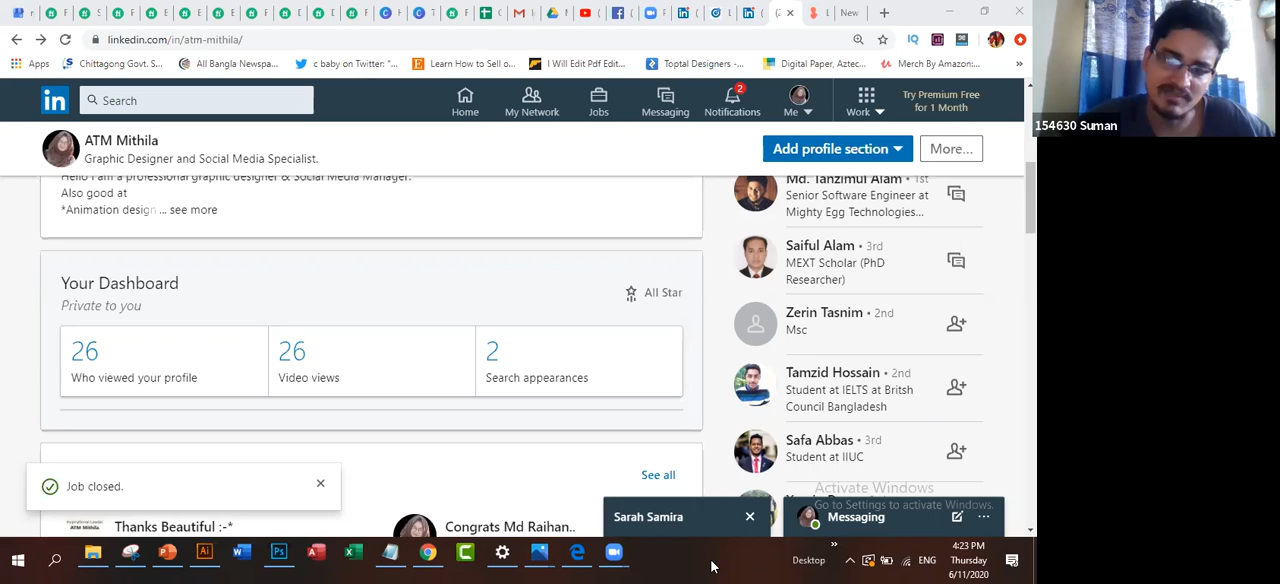 New
linkedin.com/in/atm-mithila/
Apps
Chittagong Govt. S...
All Bangla Newspa...
c baby on Twitter: "...
Learn How to Sell o...
I Will Edit Pdf Edit...
Toptal Designers -...
Digital Paper, Aztec...
Merch By Amazon:...
»
in
Search
Home
My Network
Jobs
Messaging
2
Notifications
Me
Work
Try Premium Free
for 1 Month
ATM Mithila
Graphic Designer and Social Media Specialist.
Add profile section
More...
Hello I am a professional graphic designer & Social Media Manager.
Also good at
*Animation design ... see more
Your Dashboard
Private to you
All Star
26
Who viewed your profile
26
Video views
2
Search appearances
See all
Job closed.
Thanks Beautiful :-*
Congrats Md Raihan..
Md. Tanzimul Alam • 1st
Senior Software Engineer at
Mighty Egg Technologies...
Saiful Alam • 3rd
MEXT Scholar (PhD
Researcher)
Zerin Tasnim • 2nd
Msc
Tamzid Hossain • 2nd
Student at IELTS at Britsh
Council Bangladesh
Safa Abbas • 3rd
Student at IIUC
Activate Windows
Go to Settings to activate Windows.
Sarah Samira
Messaging
Desktop
»
ENG
4:23 PM
Thursday
6/11/2020
154630 Suman